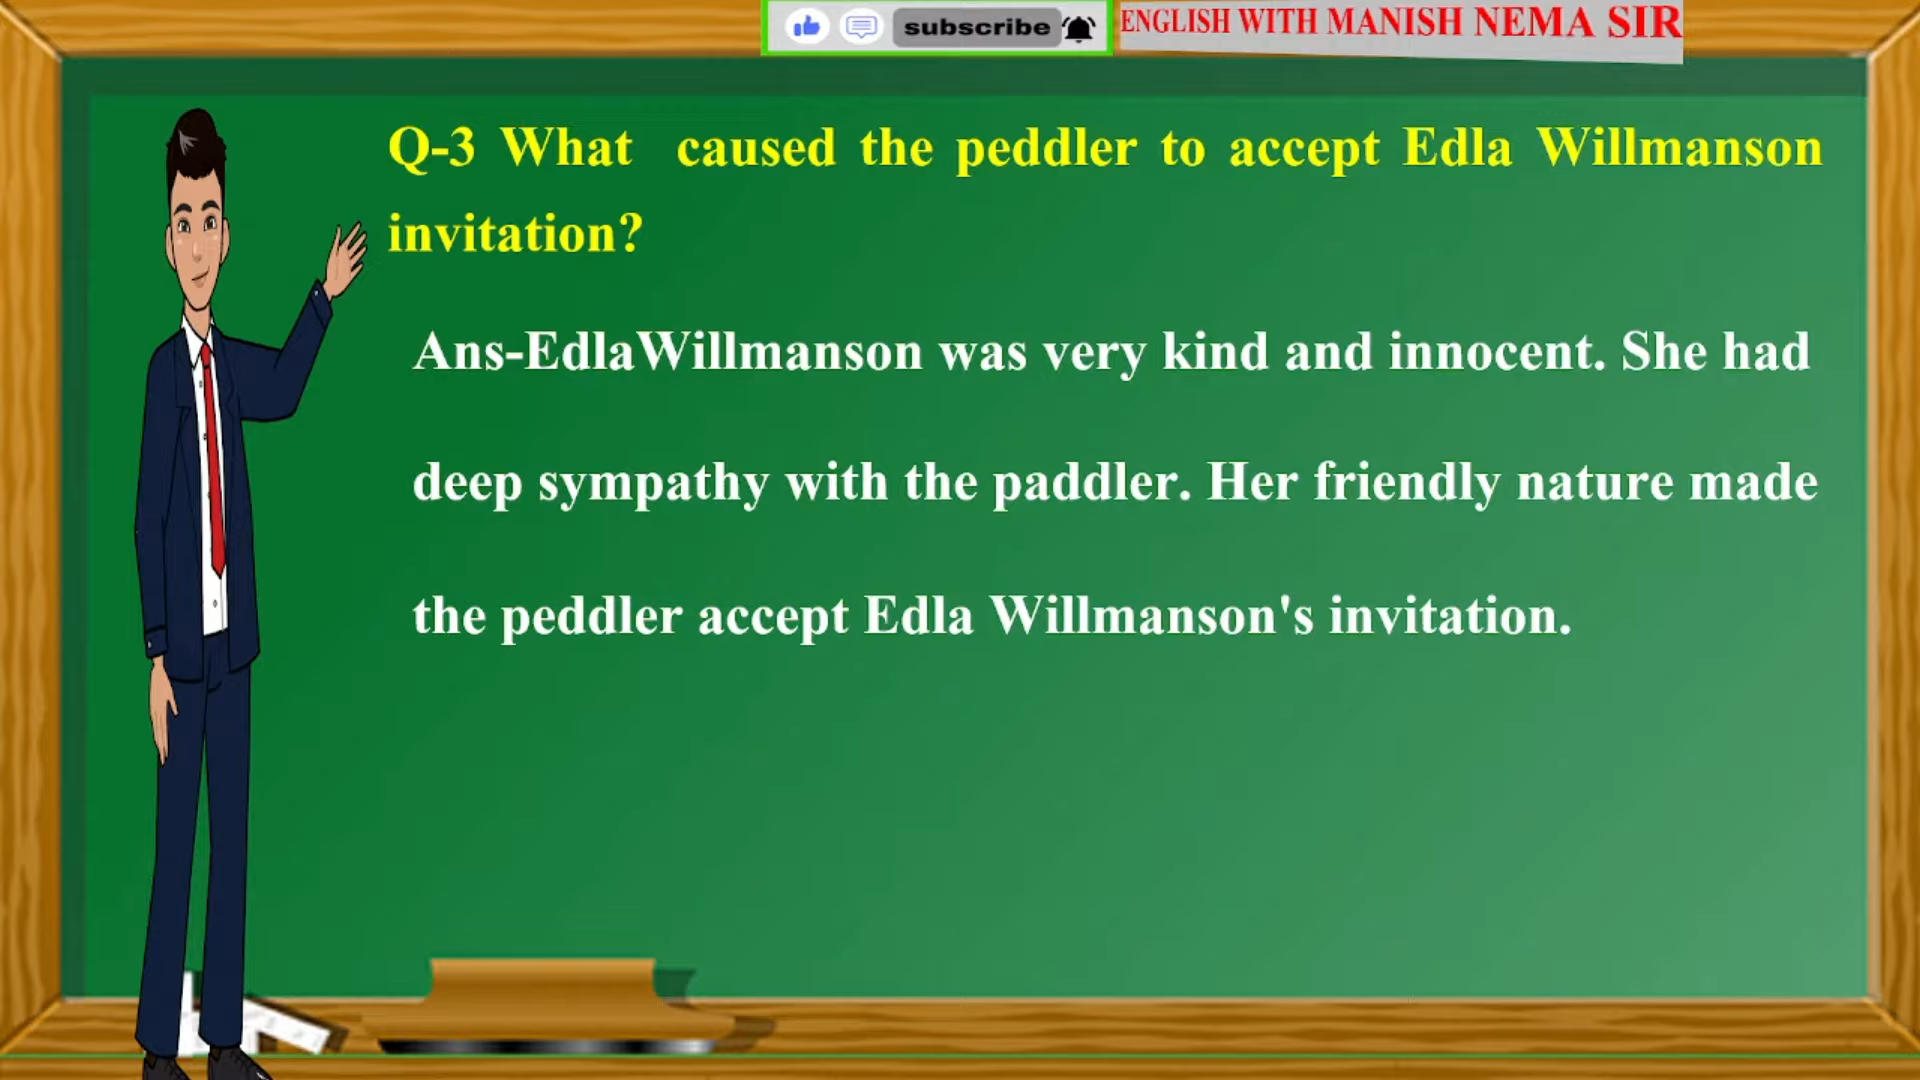 subscribe
ENGLISH WITH MANISH NEMA SIR
Q-3 What caused the peddler to accept Edla Willmanson
invitation?
Ans-EdlaWillmanson was very kind and innocent. She had
deep sympathy with the paddler. Her friendly nature made
the peddler accept Edla Willmanson's invitation.